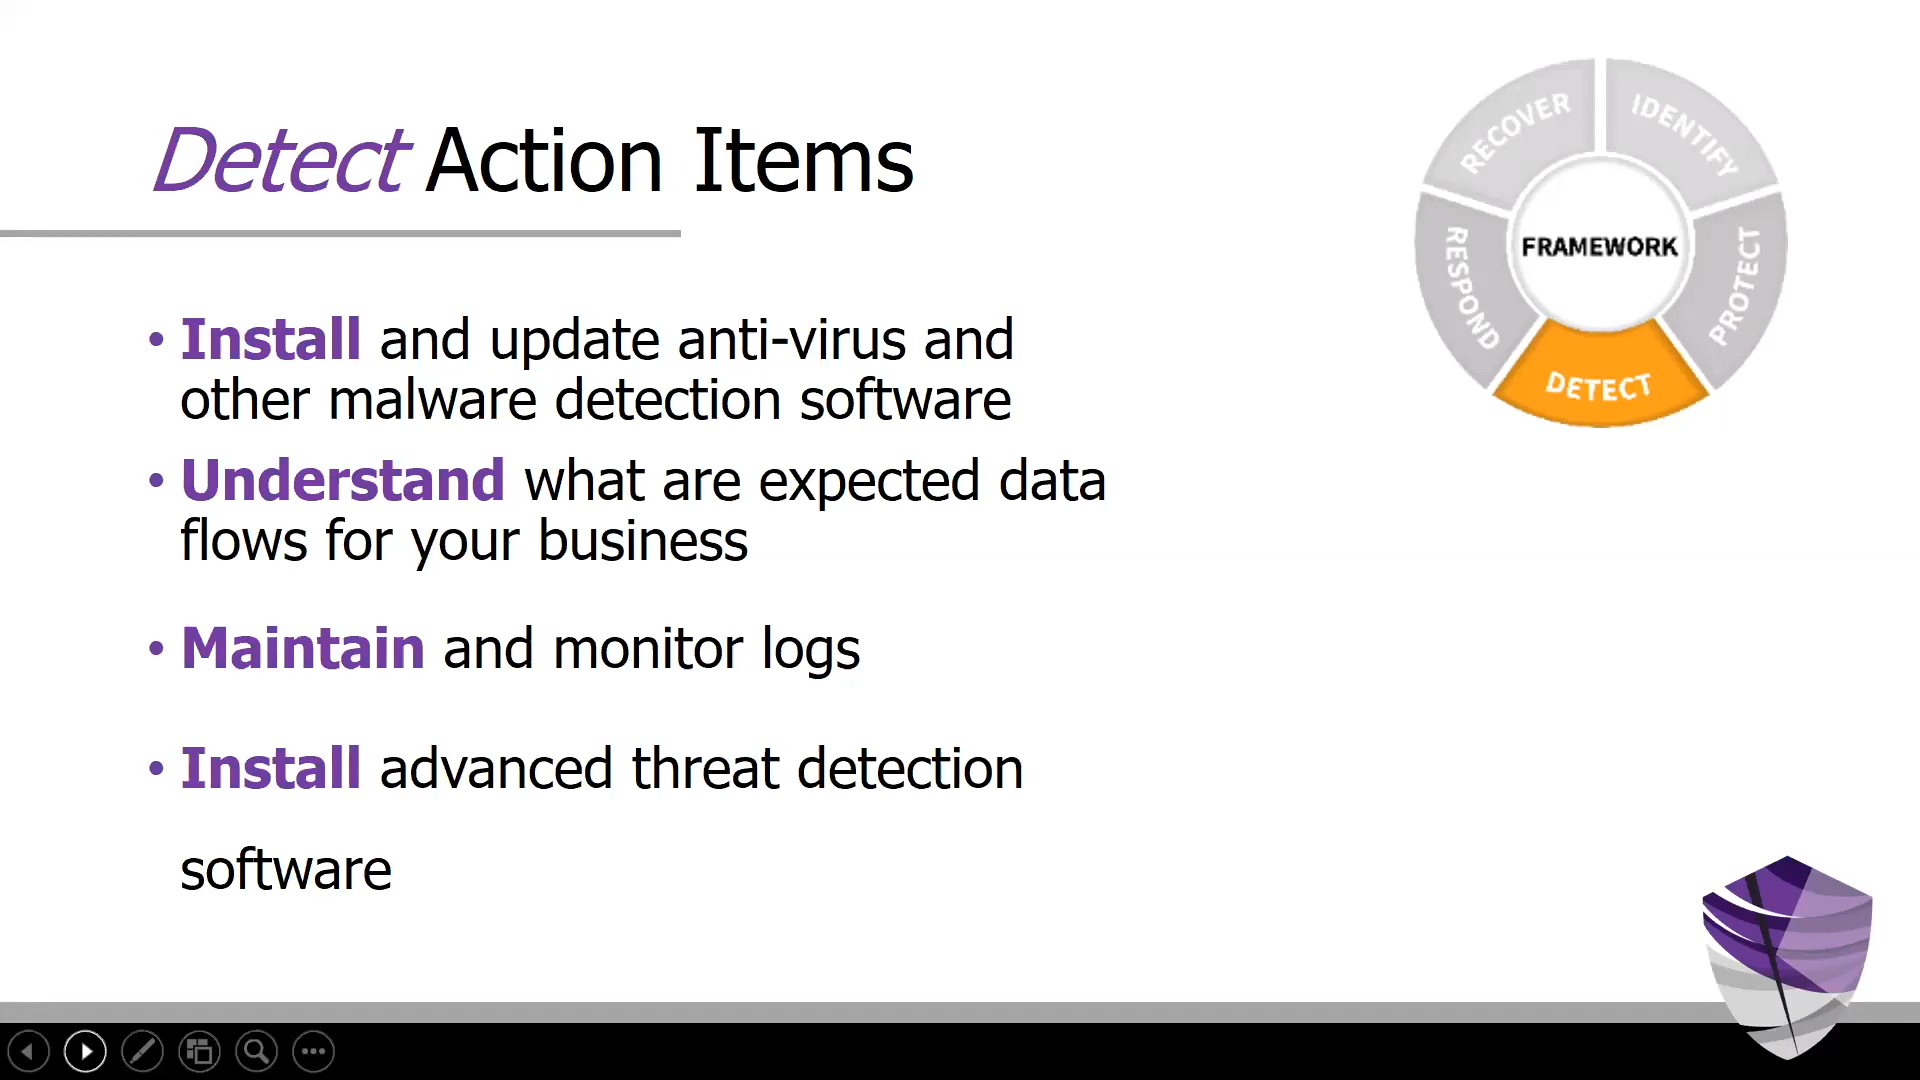 Detect Action Items
• Install and update anti-virus and
other malware detection software
• Understand what are expected data
flows for your business
• Maintain and monitor logs
• Install advanced threat detection
software
RECOVER
IDENTIFY
RESPOND
FRAMEWORK
PROTECT
DETECT